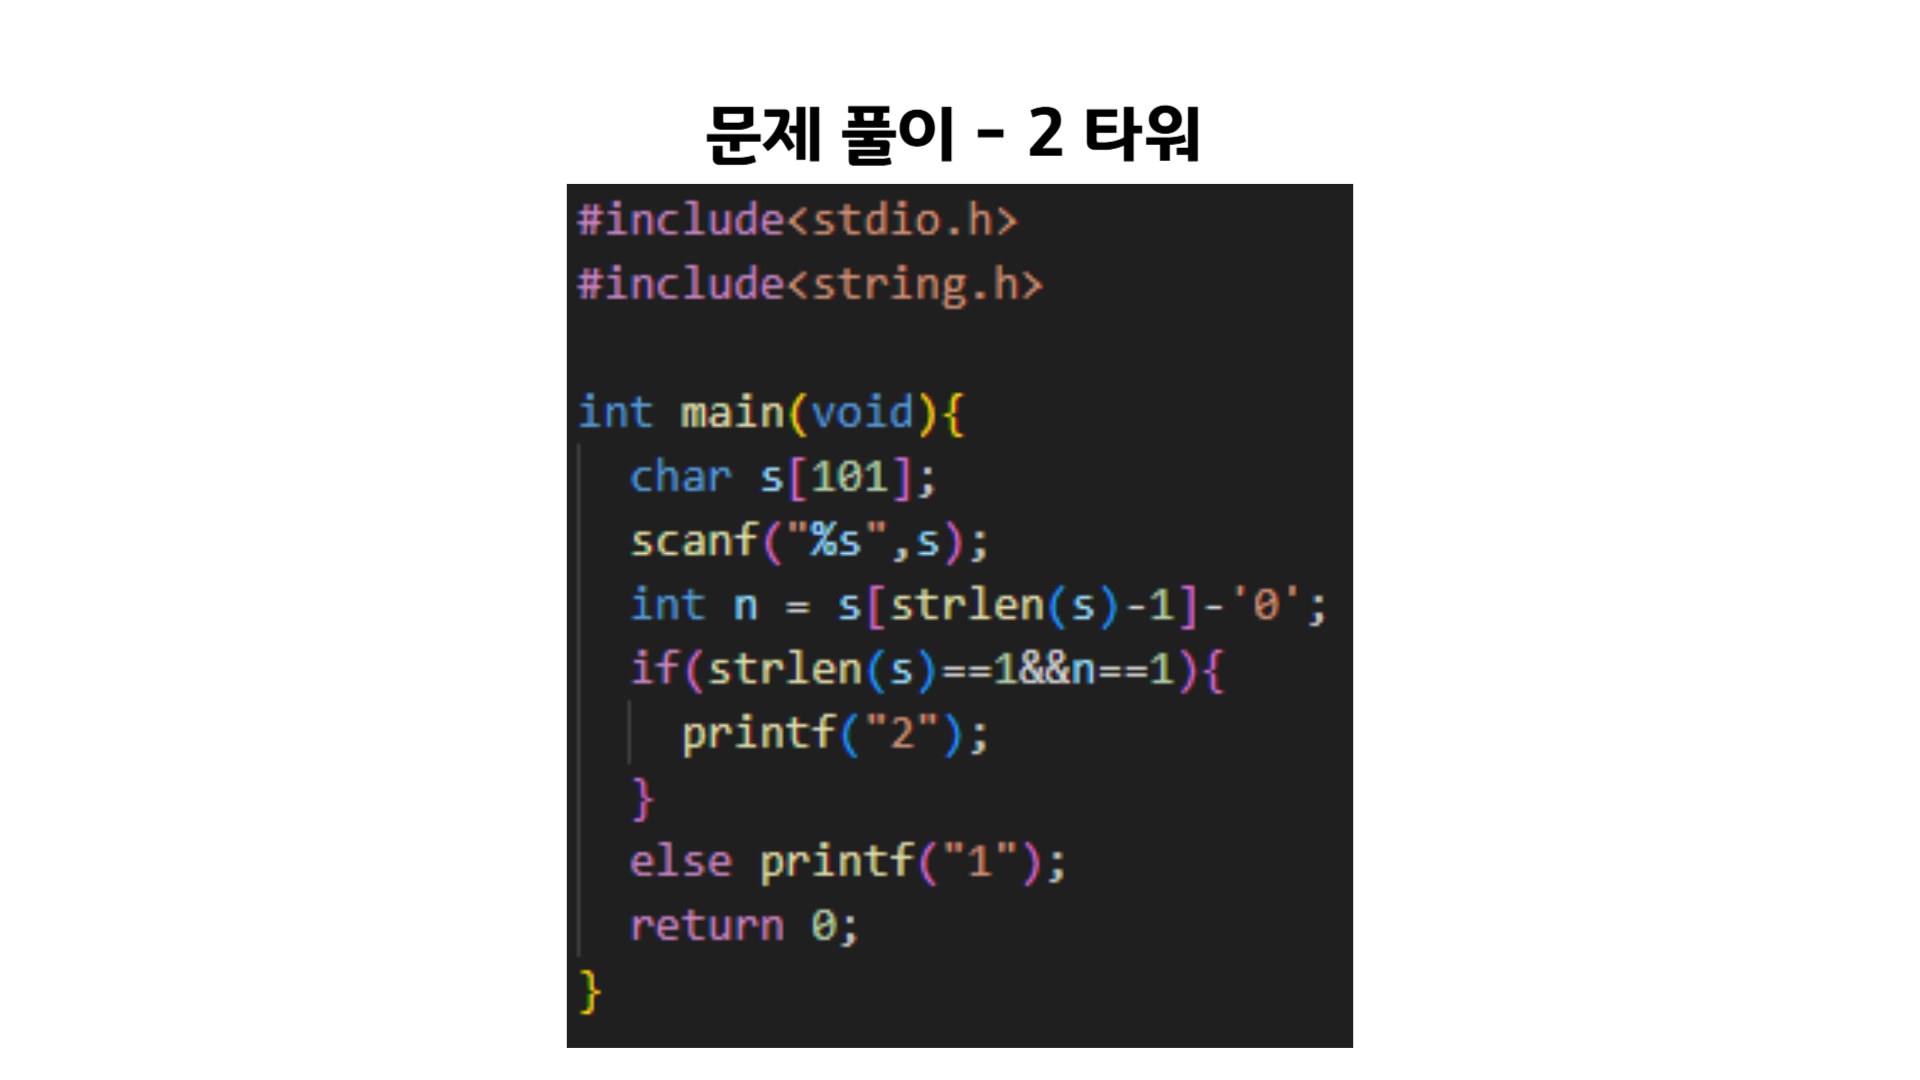 문제 풀이 - 2 타워
#include<stdio.h>
#include<string.h>
int main(void){
char s[101];
scanf("%s",s);
int n = s[strlen(s)-1]-'0';
if(strlen(s)==1&&n==1){
printf("2");
}
else printf("1");
return 0;
}